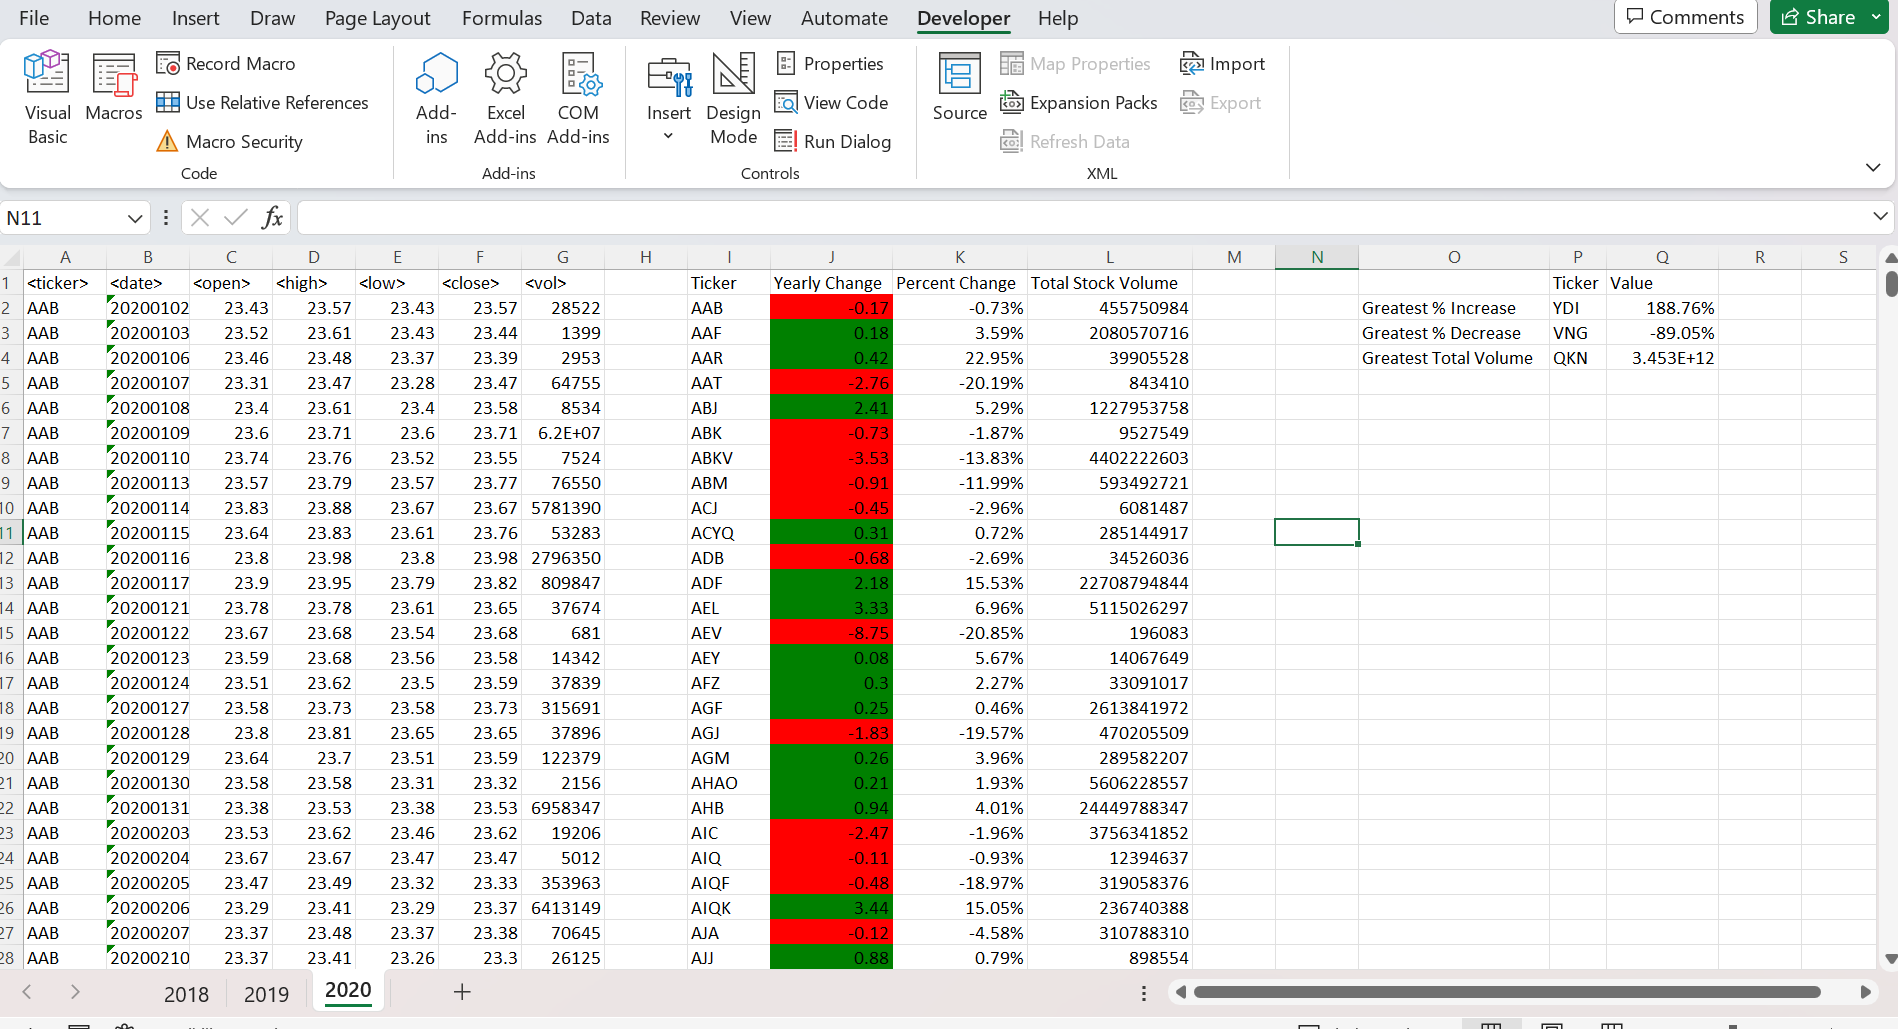 File Home Insert Draw Page Layout Formulas Data Review View Automate Developer Help Comments Share
Visual Basic
Macros
Record Macro
Use Relative References
Macro Security
Code
Add-ins
Excel Add-ins
COM Add-ins
Add-ins
Insert
Design Mode
Properties
View Code
Run Dialog
Controls
Source
Map Properties
Expansion Packs
Refresh Data
Import
Export
XML
N11 fx
A B C D E F G H I J K L M N O P Q R S
1 <ticker> <date> <open> <high> <low> <close> <vol> Ticker Yearly Change Percent Change Total Stock Volume Ticker Value
2 AAB 20200102 23.43 23.57 23.43 23.57 28522 AAB -0.17 -0.73% 455750984 Greatest % Increase YDI 188.76%
3 AAB 20200103 23.52 23.61 23.43 23.44 1399 AAF 0.18 3.59% 2080570716 Greatest % Decrease VNG -89.05%
4 AAB 20200106 23.46 23.48 23.37 23.39 2953 AAR 0.42 22.95% 39905528 Greatest Total Volume QKN 3.453E+12
5 AAB 20200107 23.31 23.47 23.28 23.47 64755 AAT -2.76 -20.19% 843410
6 AAB 20200108 23.4 23.61 23.4 23.58 8534 ABJ 2.41 5.29% 1227953758
7 AAB 20200109 23.6 23.71 23.6 23.71 6.2E+07 ABK -0.73 -1.87% 9527549
8 AAB 20200110 23.74 23.76 23.52 23.55 7524 ABKV -3.53 -13.83% 4402222603
9 AAB 20200113 23.57 23.79 23.57 23.77 76550 ABM -0.91 -11.99% 593492721
10 AAB 20200114 23.83 23.88 23.67 23.67 5781390 ACJ -0.45 -2.96% 6081487
11 AAB 20200115 23.64 23.83 23.61 23.76 53283 ACYQ 0.31 0.72% 285144917
12 AAB 20200116 23.8 23.98 23.8 23.98 2796350 ADB -0.68 -2.69% 34526036
13 AAB 20200117 23.9 23.95 23.79 23.82 809847 ADF 2.18 15.53% 22708794844
14 AAB 20200121 23.78 23.78 23.61 23.65 37674 AEL 3.33 6.96% 5115026297
15 AAB 20200122 23.67 23.68 23.54 23.68 681 AEV -8.75 -20.85% 196083
16 AAB 20200123 23.59 23.68 23.56 23.58 14342 AEY 0.08 5.67% 14067649
17 AAB 20200124 23.51 23.62 23.5 23.59 37839 AFZ 0.3 2.27% 33091017
18 AAB 20200127 23.58 23.73 23.58 23.73 315691 AGF 0.25 0.46% 2613841972
19 AAB 20200128 23.8 23.81 23.65 23.65 37896 AGJ -1.83 -19.57% 470205509
20 AAB 20200129 23.64 23.7 23.51 23.59 122379 AGM 0.26 3.96% 289582207
21 AAB 20200130 23.58 23.58 23.31 23.32 2156 AHAO 0.21 1.93% 5606228557
22 AAB 20200131 23.38 23.53 23.38 23.53 6958347 AHB 0.94 4.01% 24449788347
23 AAB 20200203 23.53 23.62 23.46 23.62 19206 AIC -2.47 -1.96% 3756341852
24 AAB 20200204 23.67 23.67 23.47 23.47 5012 AIQ -0.11 -0.93% 12394637
25 AAB 20200205 23.47 23.49 23.32 23.33 353963 AIQF -0.48 -18.97% 319058376
26 AAB 20200206 23.29 23.41 23.29 23.37 6413149 AIQK 3.44 15.05% 236740388
27 AAB 20200207 23.37 23.48 23.37 23.38 70645 AJA -0.12 -4.58% 310788310
28 AAB 20200210 23.37 23.41 23.26 23.3 26125 AJJ 0.88 0.79% 898554
2018 2019 2020